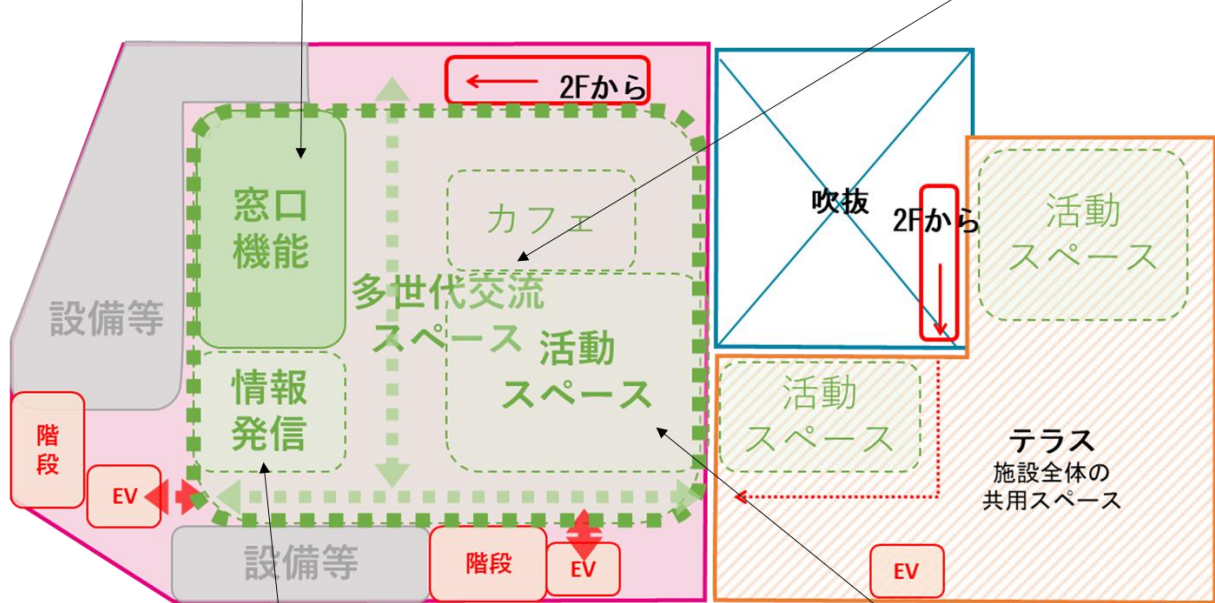 2Fから
窓口
機能
カフェ
吹抜
2Fから
活動
スペース
設備等
多世代交流
スペース
活動
スペース
情報
発信
活動
スペース
階
段
EV
テラス
施設全体の
共用スペース
設備等
階段
EV
EV